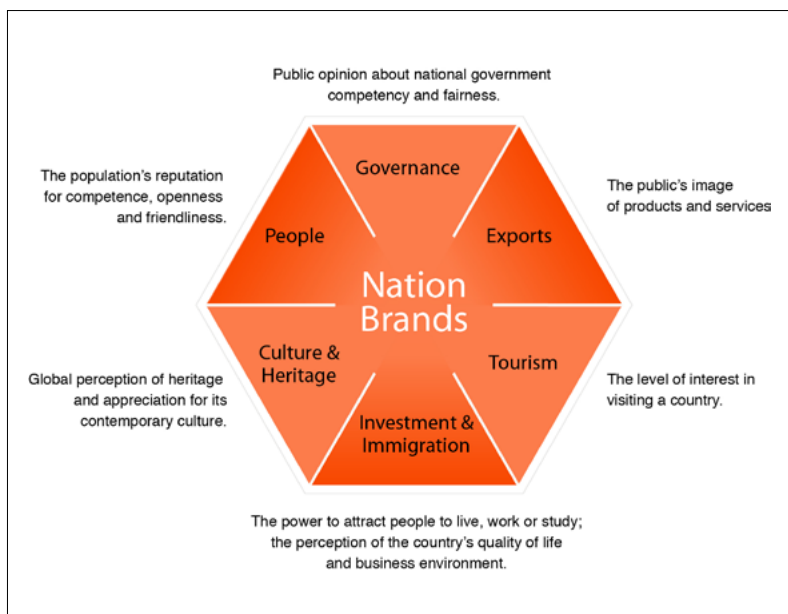 Public opinion about national government
competency and fairness.
Governance
The population's reputation
for competence, openness
and friendliness.
People
Exports
The public's image
of products and services
Nation
Brands
Culture &
Heritage
Tourism
Global perception of heritage
and appreciation for its
contemporary culture.
The level of interest in
visiting a country.
Investment &
Immigration
The power to attract people to live, work or study;
the perception of the country's quality of life
and business environment.